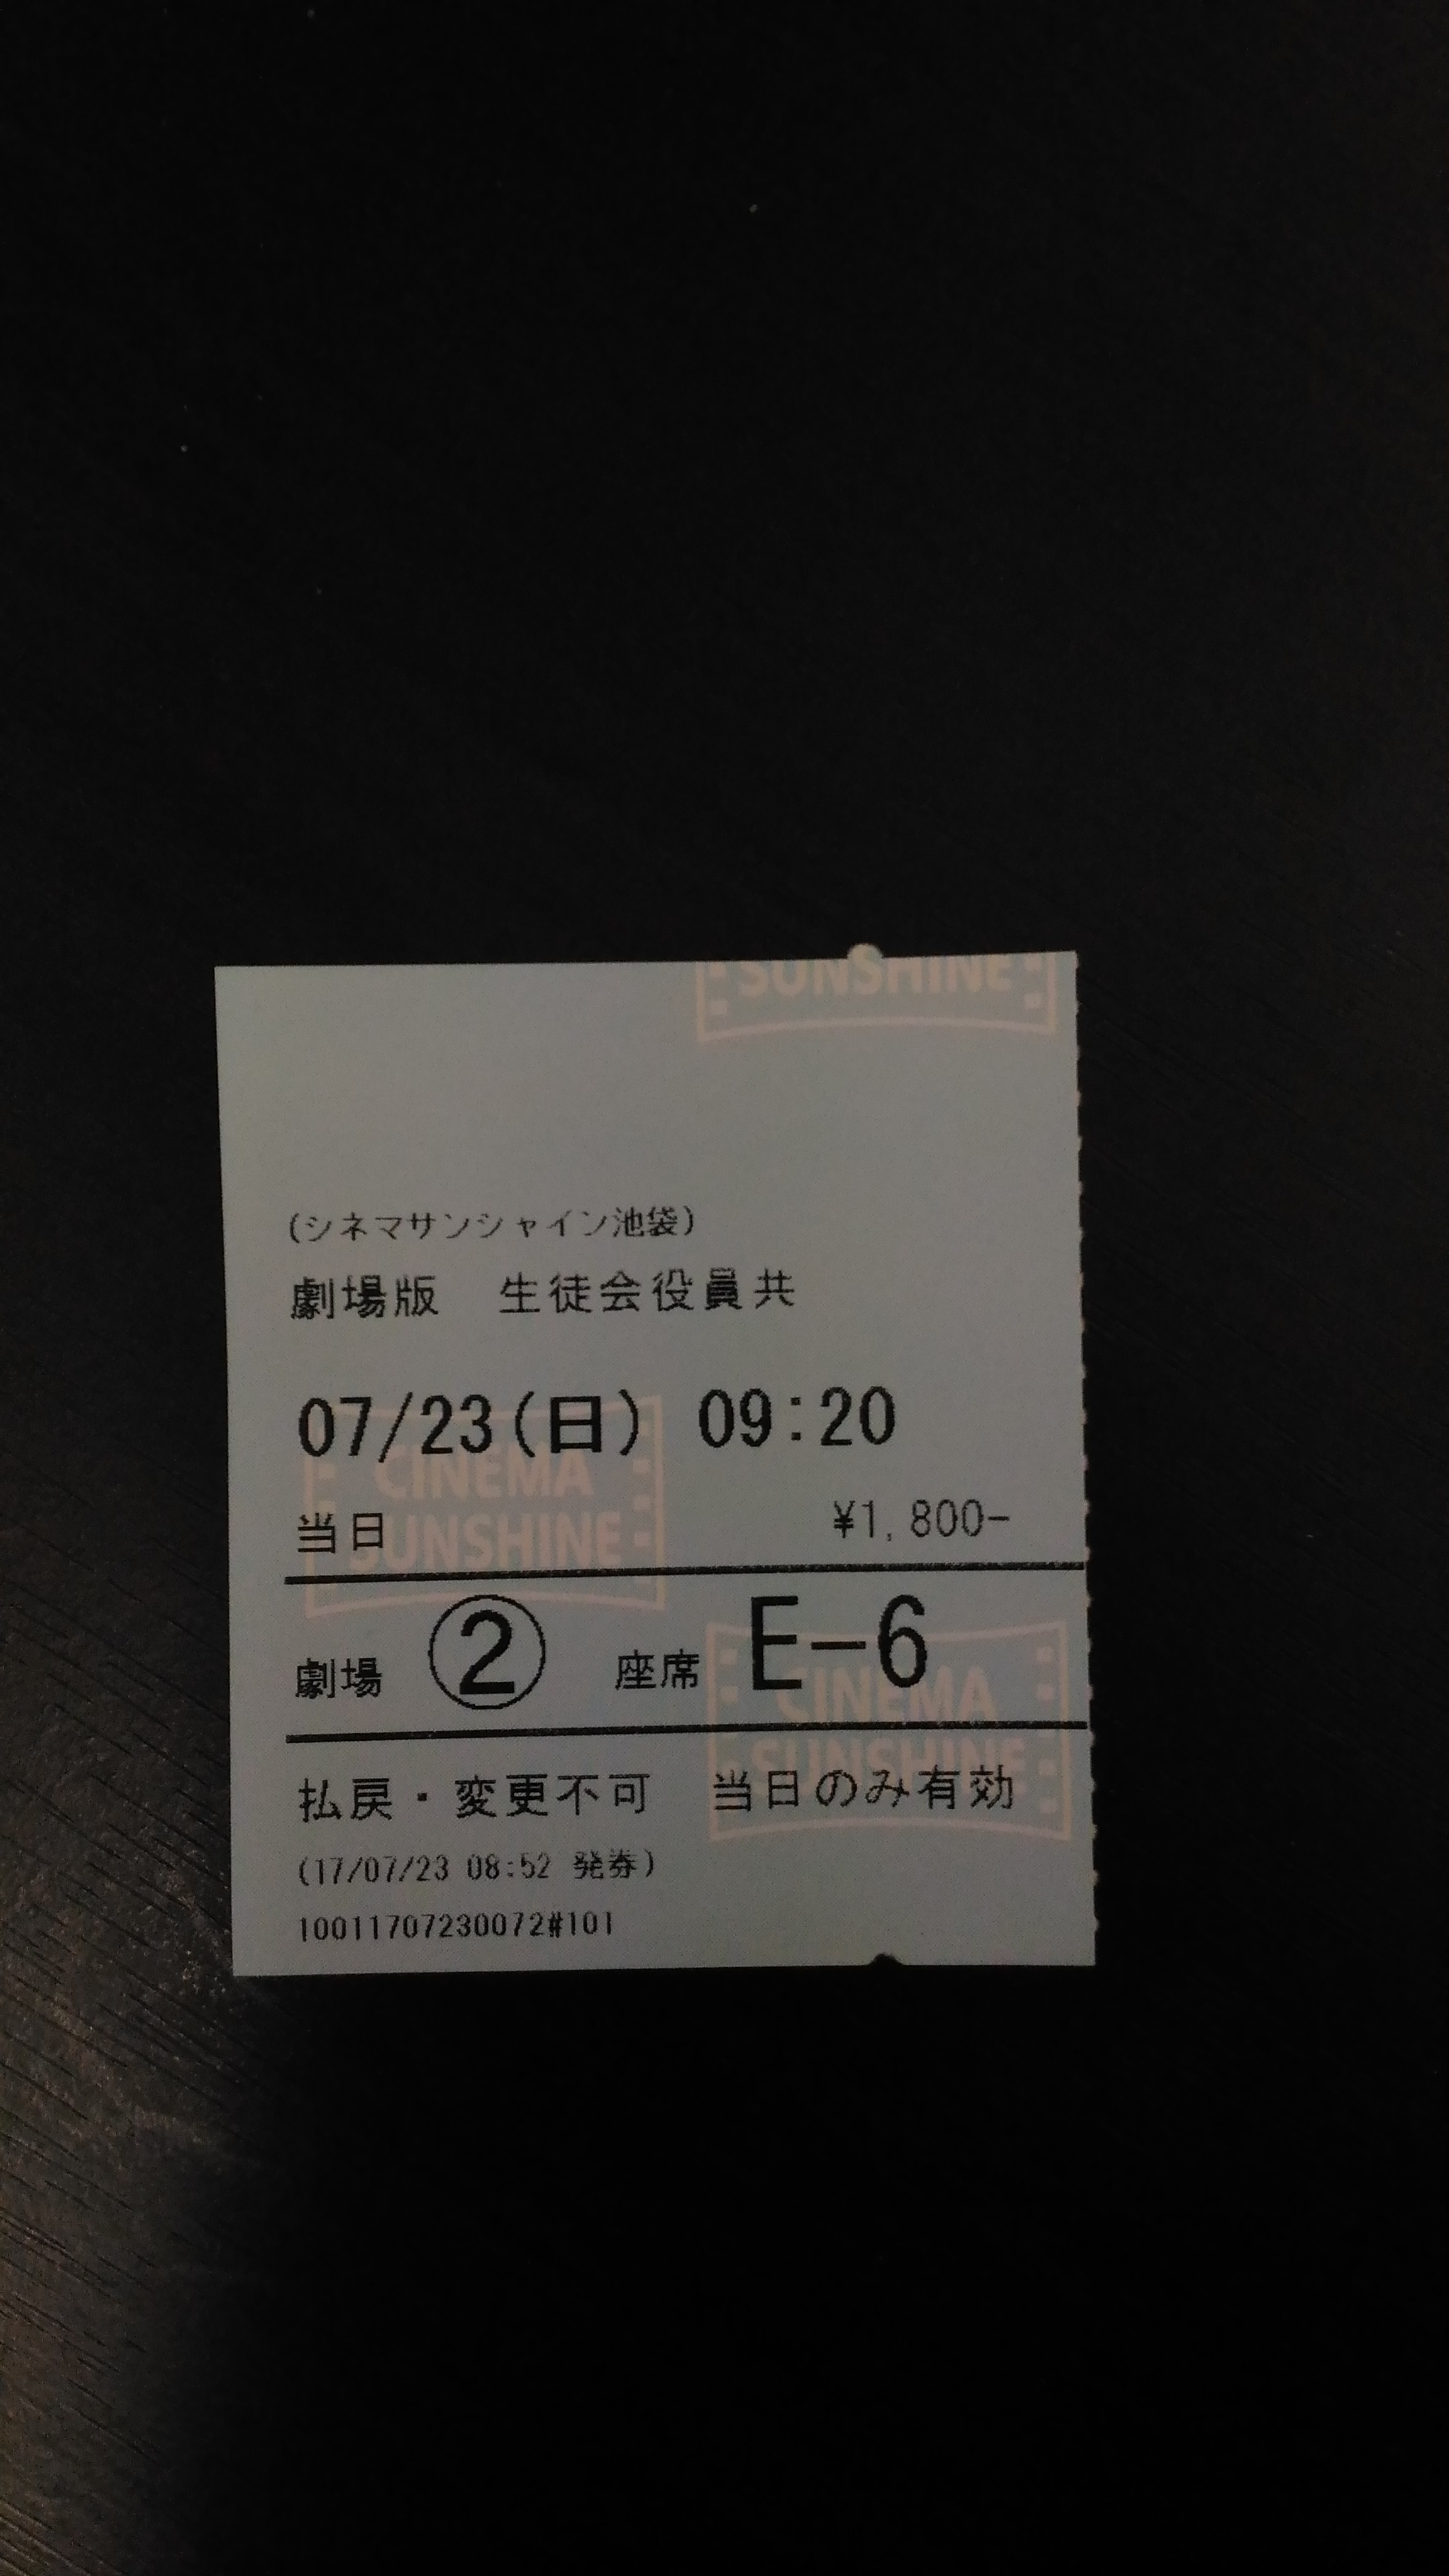 SUNSHINE
(シネマサンシャイン池袋)
劇場版　生徒会役員共
07/23(日) 09:20
CINEMA
SUNSHINE
当日 ¥1,800-
劇場 ② 座席 E-6
CINEMA
SUNSHINE
払戻・変更不可　当日のみ有効
(17/07/23 08:52 発券)
10011707230072#101